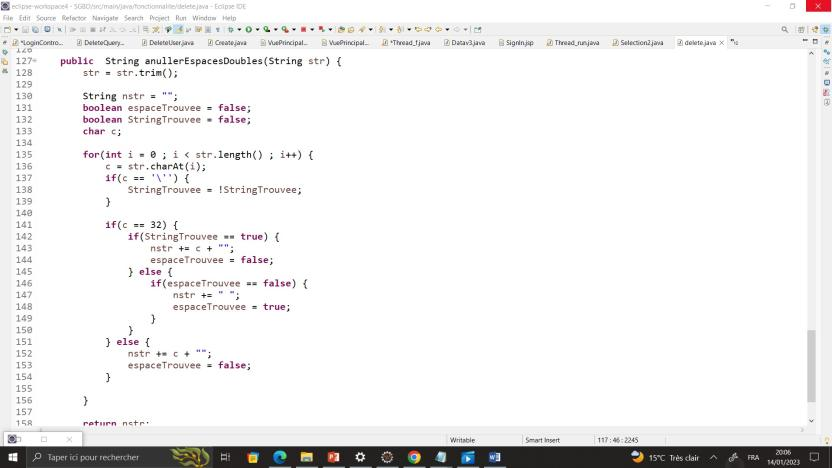 eclipse-workspace4 - SGBD/src/main/java/fonctionnalite/delete.java - Eclipse IDE
File Edit Source Refactor Navigate Search Project Run Window Help
*LoginContro... DeleteQuery... DeleteUser.java Create.java VuePrincipal... VuePrincipal... *Thread_f.java Datav3.java SignIn.jsp Thread_run.java Selection2.java delete.java
127 public String anullerEspacesDoubles(String str) {
128 str = str.trim();
129
130 String nstr = "";
131 boolean espaceTrouvee = false;
132 boolean StringTrouvee = false;
133 char c;
134
135 for(int i = 0 ; i < str.length() ; i++) {
136 c = str.charAt(i);
137 if(c == '\'') {
138 StringTrouvee = !StringTrouvee;
139 }
140
141 if(c == 32) {
142 if(StringTrouvee == true) {
143 nstr += c + "";
144 espaceTrouvee = false;
145 } else {
146 if(espaceTrouvee == false) {
147 nstr += " ";
148 espaceTrouvee = true;
149 }
150 }
151 } else {
152 nstr += c + "";
153 espaceTrouvee = false;
154 }
155
156 }
157
158 return nstr;
Writable Smart Insert 117 : 46 : 2245
Taper ici pour rechercher 15°C Très clair FRA 20:06
14/01/2023